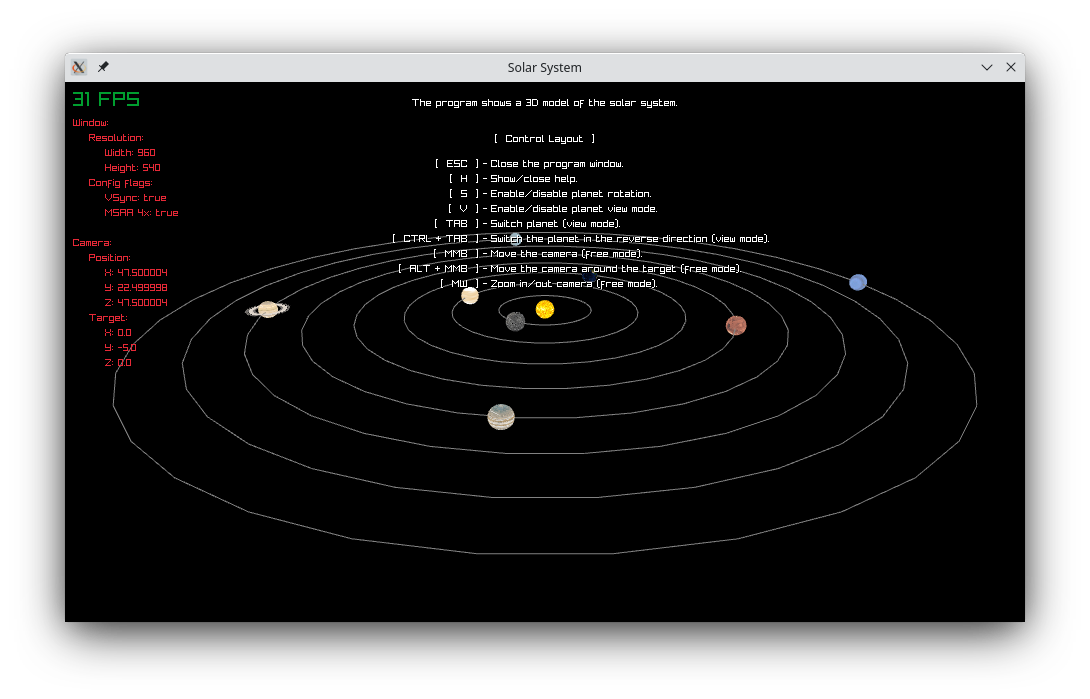 Solar System
31 FPS
Window:
Resolution:
Width: 960
Height: 540
Config flags:
VSync: true
MSAA 4x: true
Camera:
Position:
X: 47.500004
Y: 22.499998
Z: 47.500004
Target:
X: 0.0
Y: -5.0
Z: 0.0
The program shows a 3D model of the solar system.
[ Control Layout ]
[ ESC ] - Close the program window.
[ H ] - Show/close help.
[ S ] - Enable/disable planet rotation.
[ V ] - Enable/disable planet view mode.
[ TAB ] - Switch planet (view mode).
[ CTRL + TAB ] - Switch the planet in the reverse direction (view mode).
[ MMB ] - Move the camera (free mode).
[ ALT + MMB ] - Move the camera around the target (free mode).
[ MW ] - Zoom in/out camera (free mode).